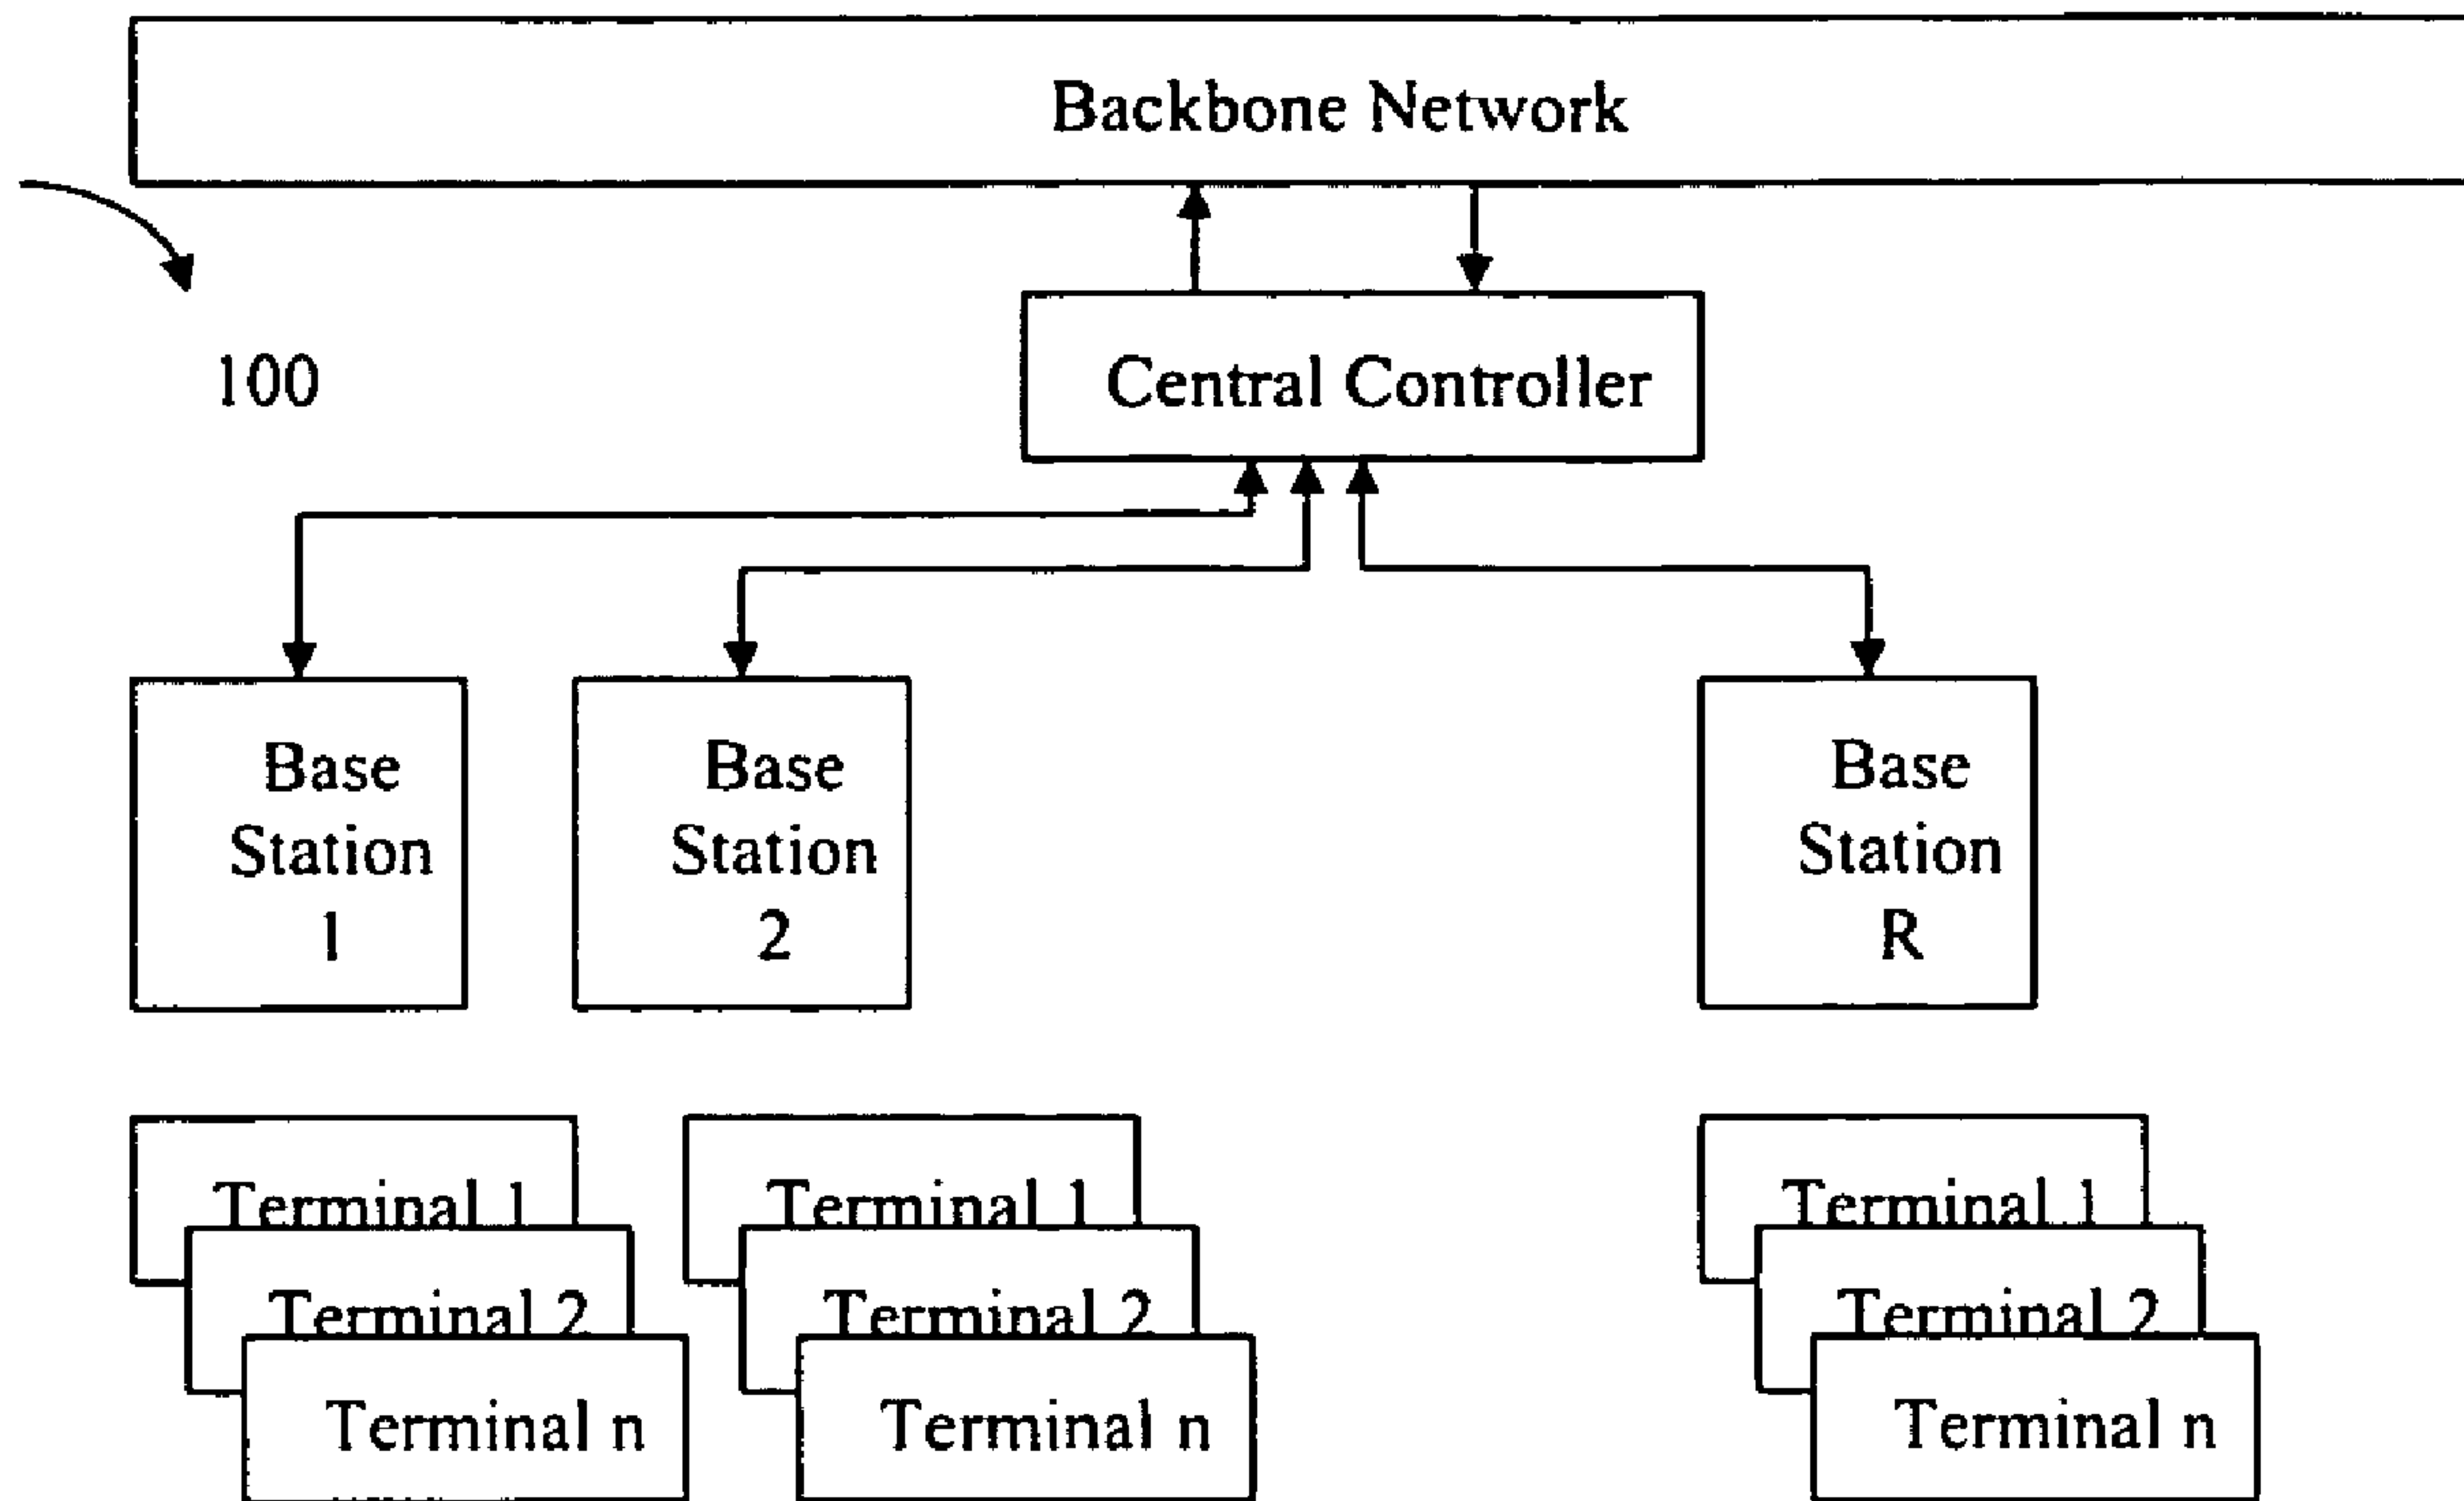 Backbone Network
100
Central Controller
Base
Station
1
Base
Station
2
Base
Station
R
Terminal 1
Terminal 2
Terminal n
Terminal 1
Terminal 2
Terminal n
Terminal 1
Terminal 2
Terminal n